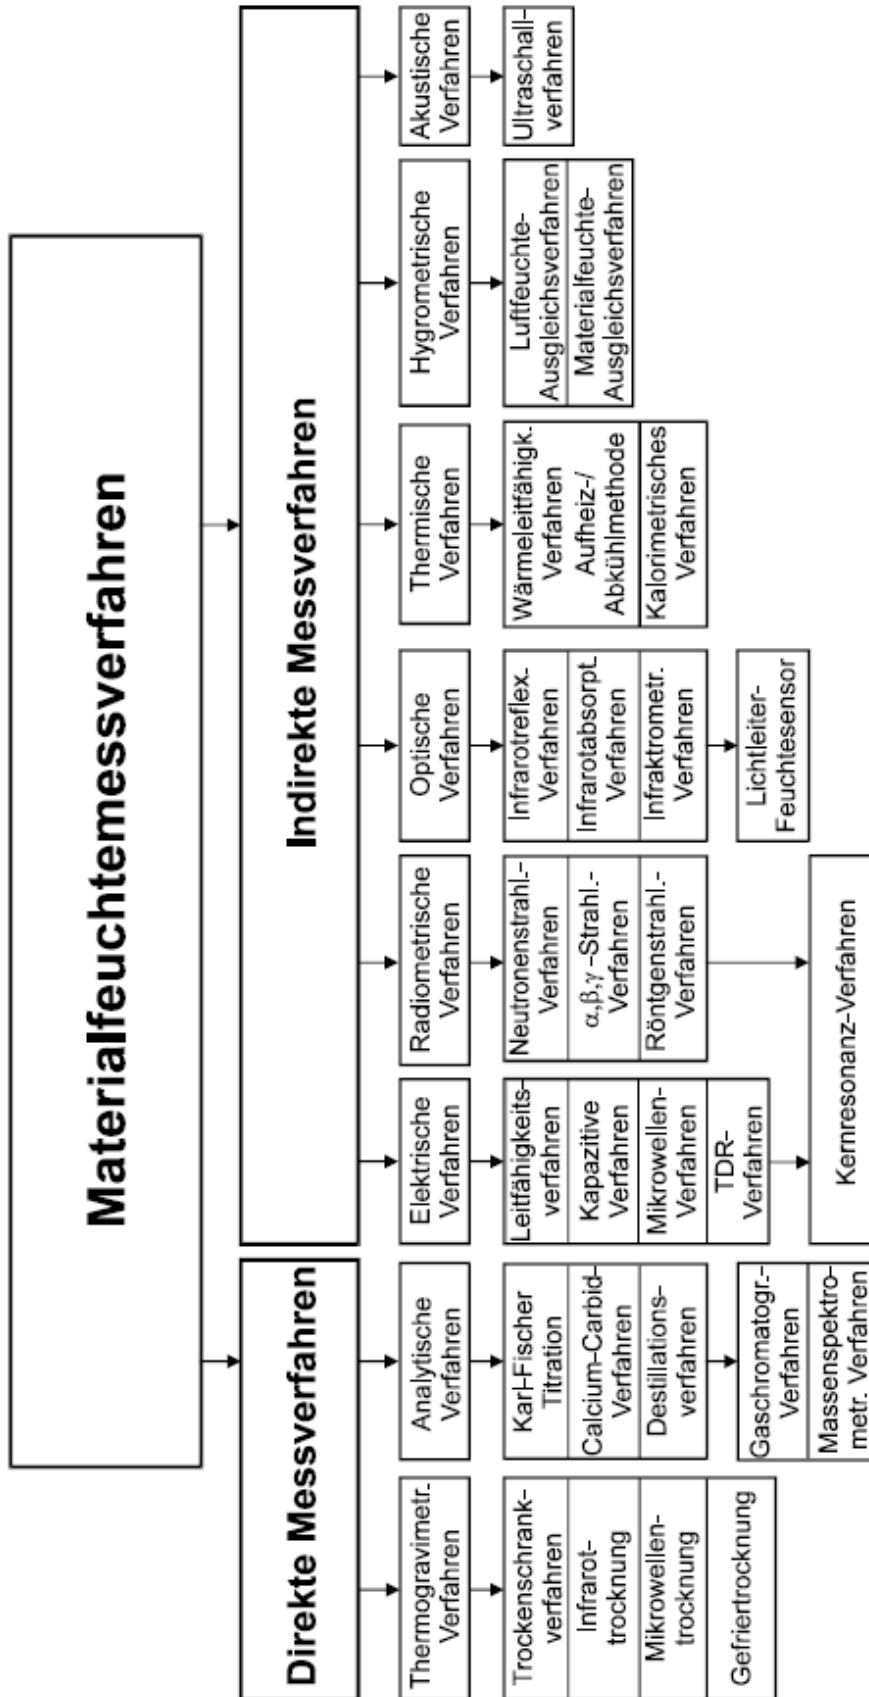 Materialfeuchtemessverfahren
Direkte Messverfahren
Indirekte Messverfahren
Thermogravimetr.
Verfahren
Analytische
Verfahren
Elektrische
Verfahren
Radiometrische
Verfahren
Optische
Verfahren
Thermische
Verfahren
Hygrometrische
Verfahren
Akustische
Verfahren
Trockenschrank-
verfahren
Infrarot-
trocknung
Mikrowellen-
trocknung
Gefriertrocknung
Karl-Fischer
Titration
Calcium-Carbid-
Verfahren
Destillations-
verfahren
Gaschromatogr.-
Verfahren
Massenspektro-
metr. Verfahren
Leitfähigkeits-
verfahren
Kapazitive
Verfahren
Mikrowellen-
Verfahren
TDR-
Verfahren
Neutronenstrahl.-
Verfahren
α,β,γ-Strahl.-
Verfahren
Röntgenstrahl.-
Verfahren
Kernresonanz-Verfahren
Infrarotreflex.-
Verfahren
Infrarotabsorpt.
Verfahren
Infraktrometr.
Verfahren
Lichtleiter-
Feuchtesensor
Wärmeleitfähigk.
Verfahren
Aufheiz-/
Abkühlmethode
Kalorimetrisches
Verfahren
Luftfeuchte-
Ausgleichsverfahren
Materialfeuchte-
Ausgleichsverfahren
Ultraschall-
verfahren